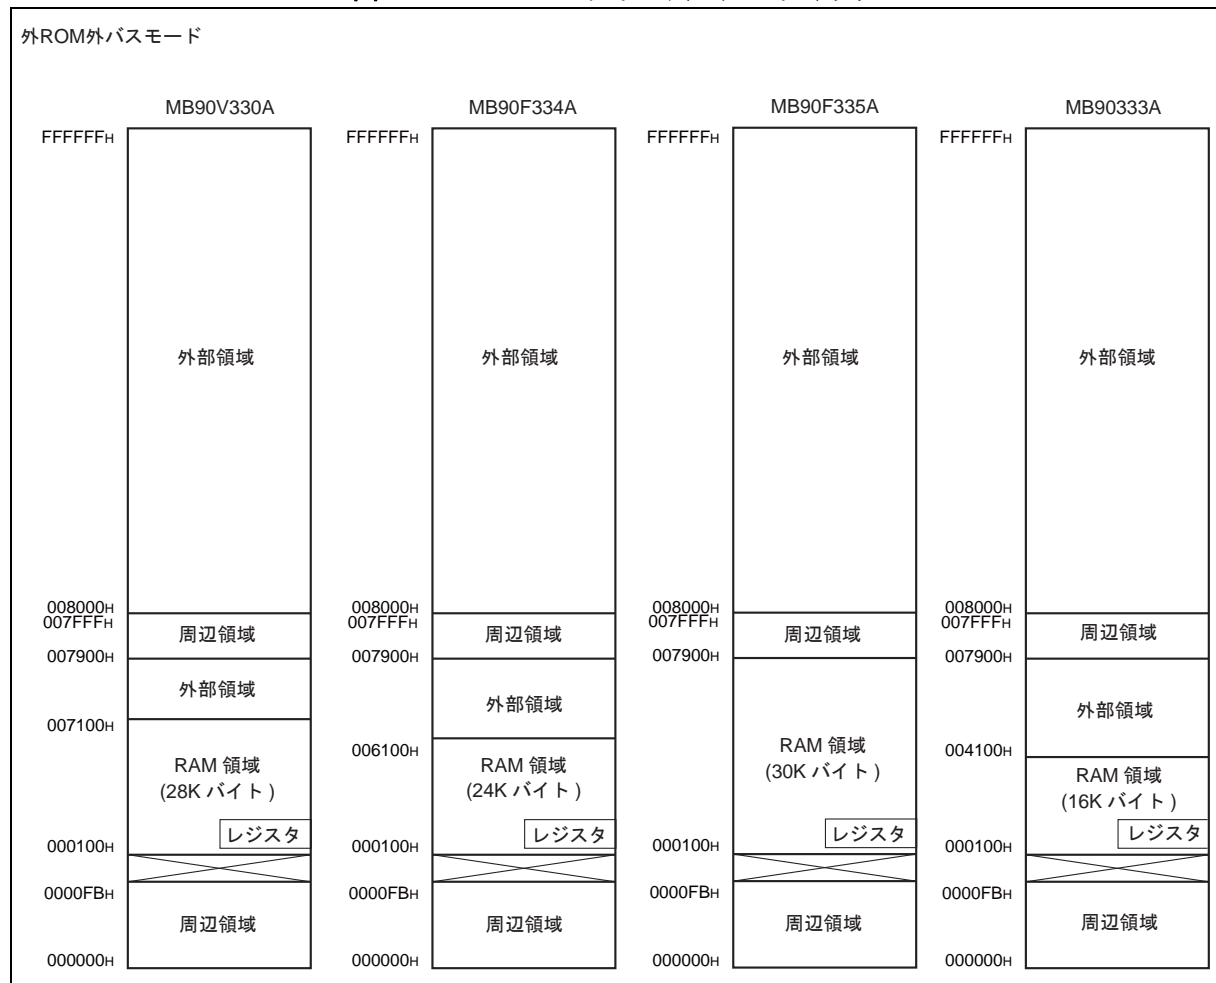 外ROM外バスモード
MB90V330A
FFFFFFH
外部領域
008000H
007FFFH
周辺領域
007900H
外部領域
007100H
RAM 領域
(28K バイト)
レジスタ
000100H
0000FBH
周辺領域
000000H
MB90F334A
FFFFFFH
外部領域
008000H
007FFFH
周辺領域
007900H
外部領域
006100H
RAM 領域
(24K バイト)
レジスタ
000100H
0000FBH
周辺領域
000000H
MB90F335A
FFFFFFH
外部領域
008000H
007FFFH
周辺領域
007900H
RAM 領域
(30K バイト)
レジスタ
000100H
0000FBH
周辺領域
000000H
MB90333A
FFFFFFH
外部領域
008000H
007FFFH
周辺領域
007900H
外部領域
004100H
RAM 領域
(16K バイト)
レジスタ
000100H
0000FBH
周辺領域
000000H